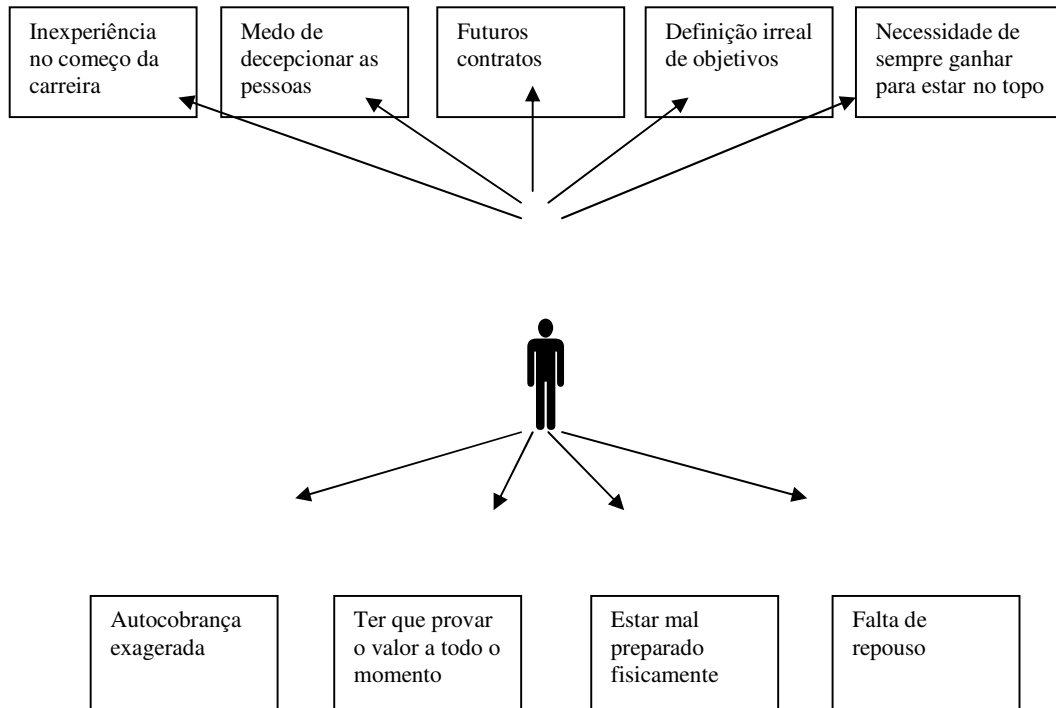 Inexperiência
no começo da
carreira
Medo de
decepcionar as
pessoas
Futuros
contratos
Definição irreal
de objetivos
Necessidade de
sempre ganhar
para estar no topo
Autocobrança
exagerada
Ter que provar
o valor a todo o
momento
Estar mal
preparado
fisicamente
Falta de
repouso